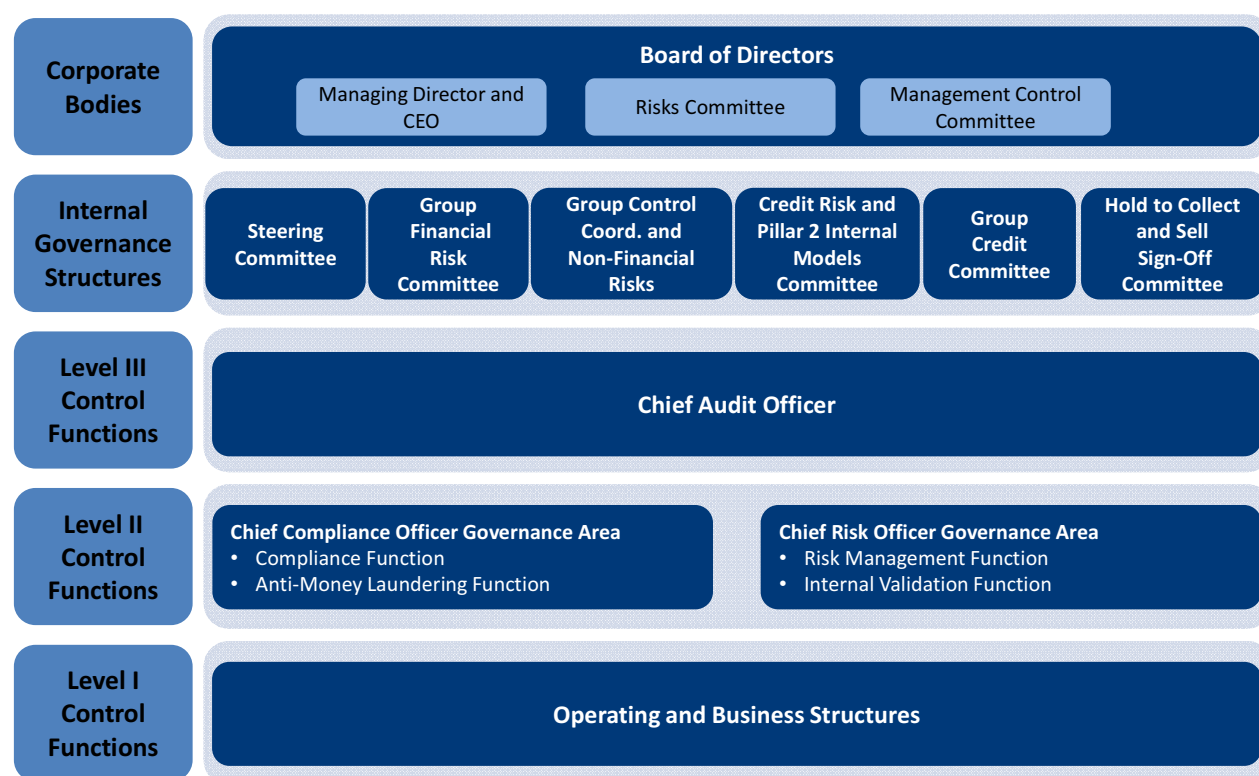 Corporate
Bodies
Board of Directors
Managing Director and
CEO
Risks Committee
Management Control
Committee
Internal
Governance
Structures
Steering
Committee
Group
Financial
Risk
Committee
Group Control
Coord. and
Non-Financial
Risks
Credit Risk and
Pillar 2 Internal
Models
Committee
Group
Credit
Committee
Hold to Collect
and Sell
Sign-Off
Committee
Level III
Control
Functions
Chief Audit Officer
Level II
Control
Functions
Chief Compliance Officer Governance Area
• Compliance Function
• Anti-Money Laundering Function
Chief Risk Officer Governance Area
• Risk Management Function
• Internal Validation Function
Level I
Control
Functions
Operating and Business Structures